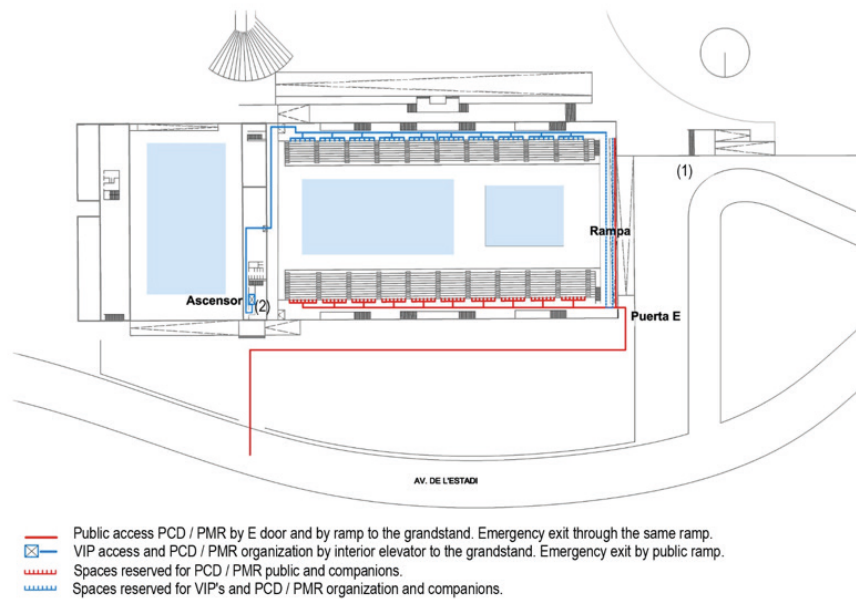 (1)
Rampa
Ascensor
(2)
Puerta E
AV. DE L'ESTADI
Public access PCD / PMR by E door and by ramp to the grandstand. Emergency exit through the same ramp.
VIP access and PCD / PMR organization by interior elevator to the grandstand. Emergency exit by public ramp.
Spaces reserved for PCD / PMR public and companions.
Spaces reserved for VIP's and PCD / PMR organization and companions.